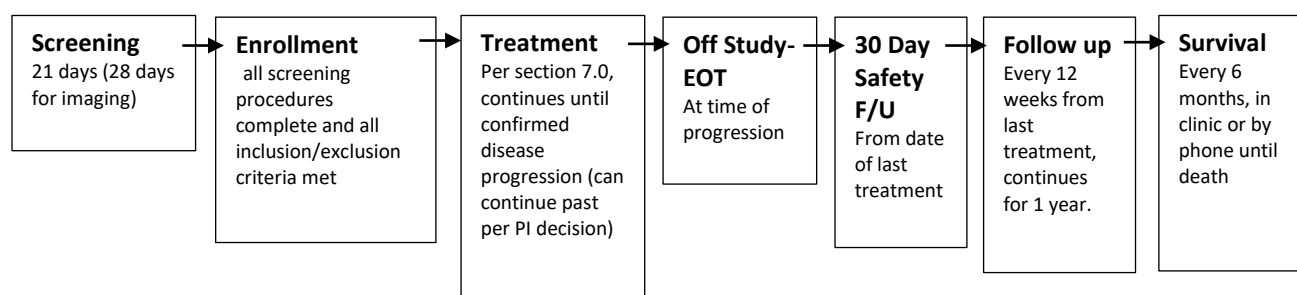 Screening
21 days (28 days
for imaging)
Enrollment
all screening
procedures
complete and all
inclusion/exclusion
criteria met
Treatment
Per section 7.0,
continues until
confirmed
disease
progression (can
continue past
per PI decision)
Off Study-
EOT
At time of
progression
30 Day
Safety
F/U
From date
of last
treatment
Follow up
Every 12
weeks from
last
treatment,
continues
for 1 year.
Survival
Every 6
months, in
clinic or by
phone until
death